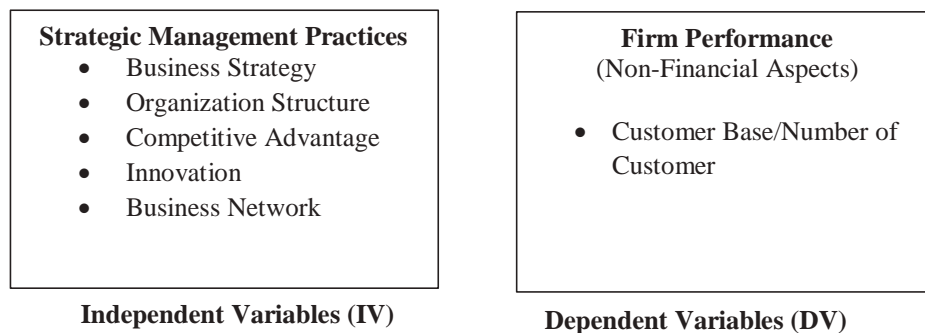 Strategic Management Practices
• Business Strategy
• Organization Structure
• Competitive Advantage
• Innovation
• Business Network
Independent Variables (IV)
Firm Performance
(Non-Financial Aspects)
• Customer Base/Number of
Customer
Dependent Variables (DV)